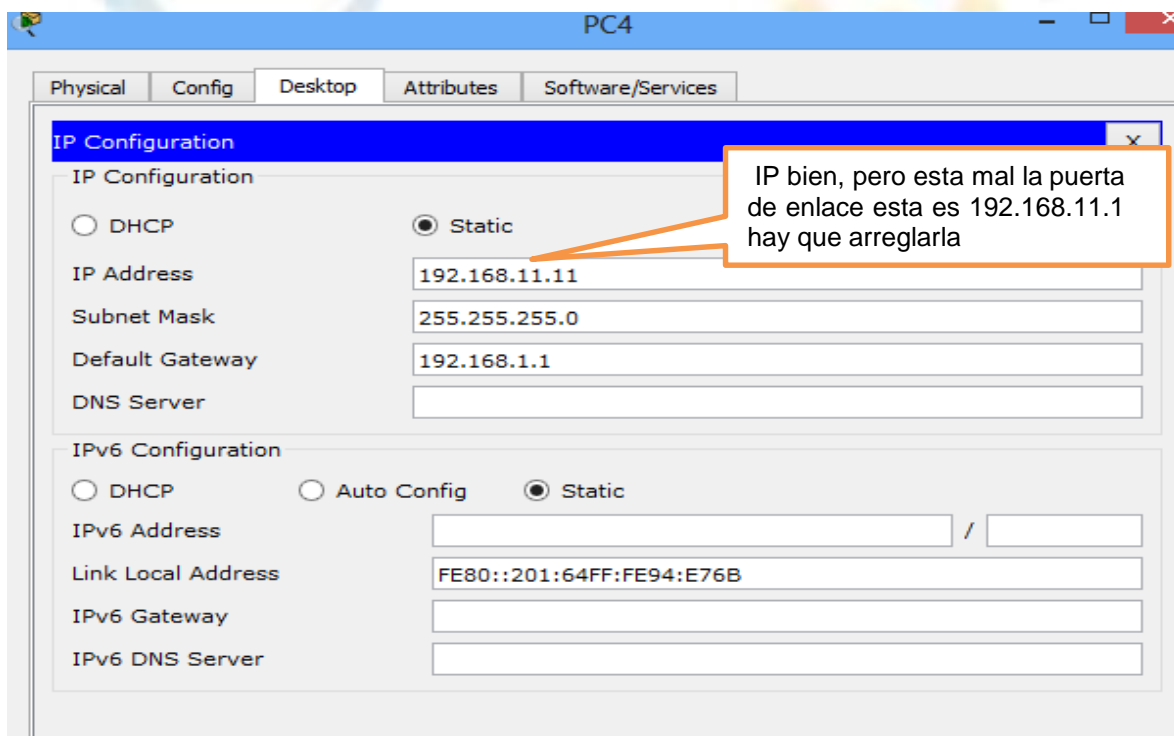 PC4
Physical Config Desktop Attributes Software/Services
IP Configuration X
IP Configuration
IP bien, pero esta mal la puerta
de enlace esta es 192.168.11.1
hay que arreglarla
DHCP Static
IP Address 192.168.11.11
Subnet Mask 255.255.255.0
Default Gateway 192.168.1.1
DNS Server
IPv6 Configuration
DHCP Auto Config Static
IPv6 Address /
Link Local Address FE80::201:64FF:FE94:E76B
IPv6 Gateway
IPv6 DNS Server